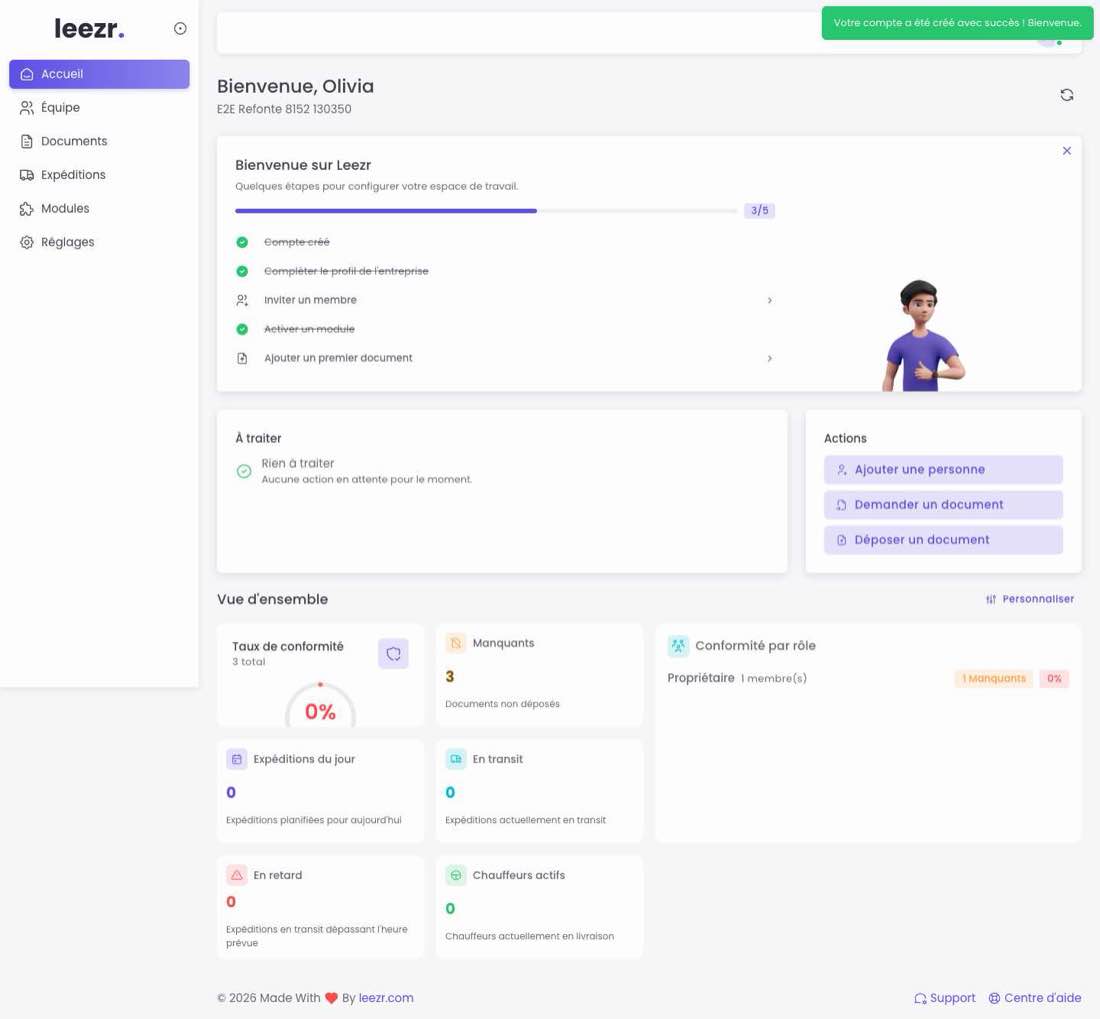 leezr.
Votre compte a été créé avec succès ! Bienvenue.
Accueil
Équipe
Documents
Expéditions
Modules
Réglages
Bienvenue, Olivia
E2E Refonte 8152 130350
Bienvenue sur Leezr
Quelques étapes pour configurer votre espace de travail.
3/5
Compte créé
Compléter le profil de l'entreprise
Inviter un membre
Activer un module
Ajouter un premier document
À traiter
Rien à traiter
Aucune action en attente pour le moment.
Actions
Ajouter une personne
Demander un document
Déposer un document
Vue d'ensemble
Personnaliser
Taux de conformité
3 total
0%
Manquants
3
Documents non déposés
Conformité par rôle
Propriétaire 1 membre(s) 1 Manquants 0%
Expéditions du jour
0
Expéditions planifiées pour aujourd'hui
En transit
0
Expéditions actuellement en transit
En retard
0
Expéditions en transit dépassant l'heure
prévue
Chauffeurs actifs
0
Chauffeurs actuellement en livraison
© 2026 Made With ❤️ By leezr.com
Support
Centre d'aide